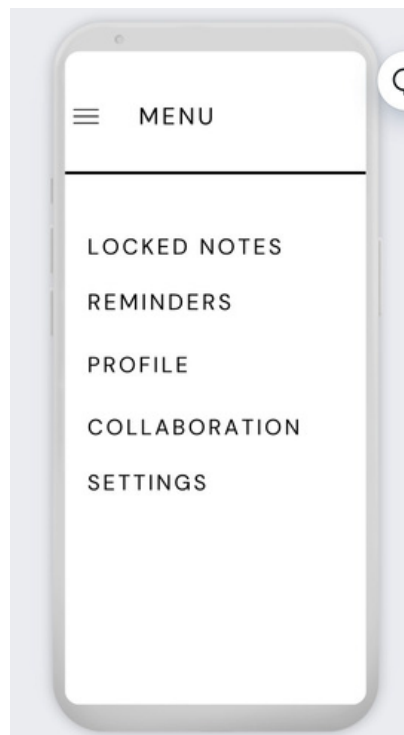 MENU
LOCKED NOTES
REMINDERS
PROFILE
COLLABORATION
SETTINGS